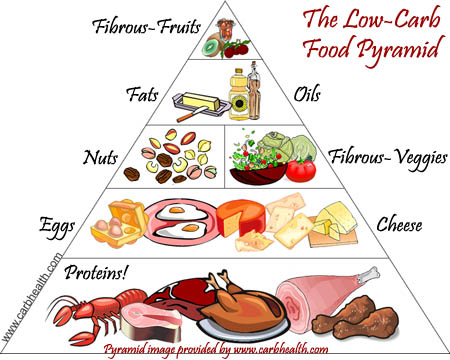 The Low-Carb
Food Pyramid
Fibrous-Fruits
Fats
Oils
Nuts
Fibrous-Veggies
Eggs
Cheese
Proteins!
www.carbhealth.com
Pyramid image provided by www.carbhealth.com